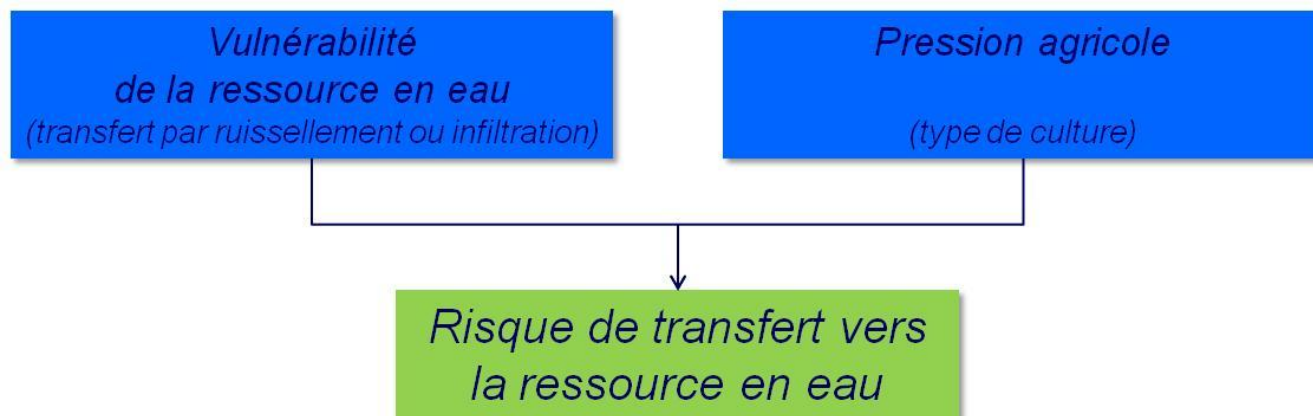 Vulnérabilité
de la ressource en eau
(transfert par ruissellement ou infiltration)
Pression agricole
(type de culture)
Risque de transfert vers
la ressource en eau